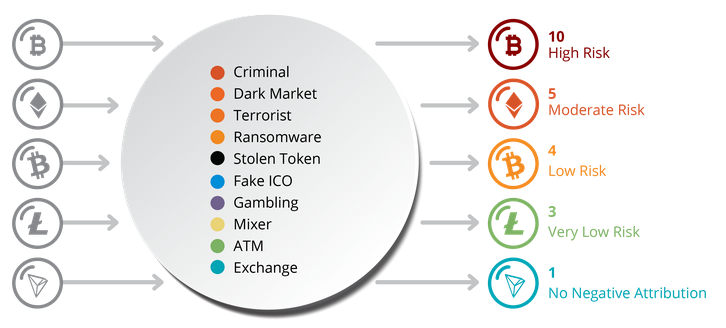 Criminal
Dark Market
Terrorist
Ransomware
Stolen Token
Fake ICO
Gambling
Mixer
ATM
Exchange
10
High Risk
5
Moderate Risk
4
Low Risk
3
Very Low Risk
1
No Negative Attribution